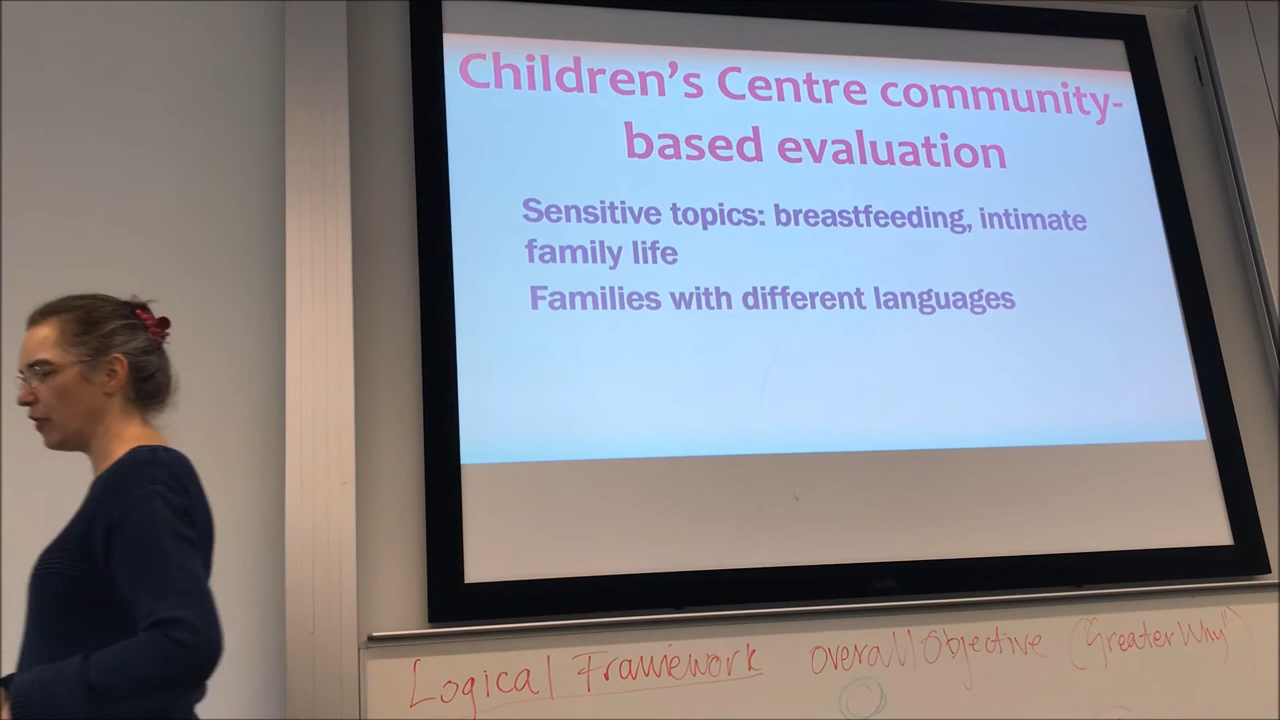 Children's Centre community-
based evaluation
Sensitive topics: breastfeeding, intimate
family life
Families with different languages
Logical Framework overall Objective ("Greater Why")